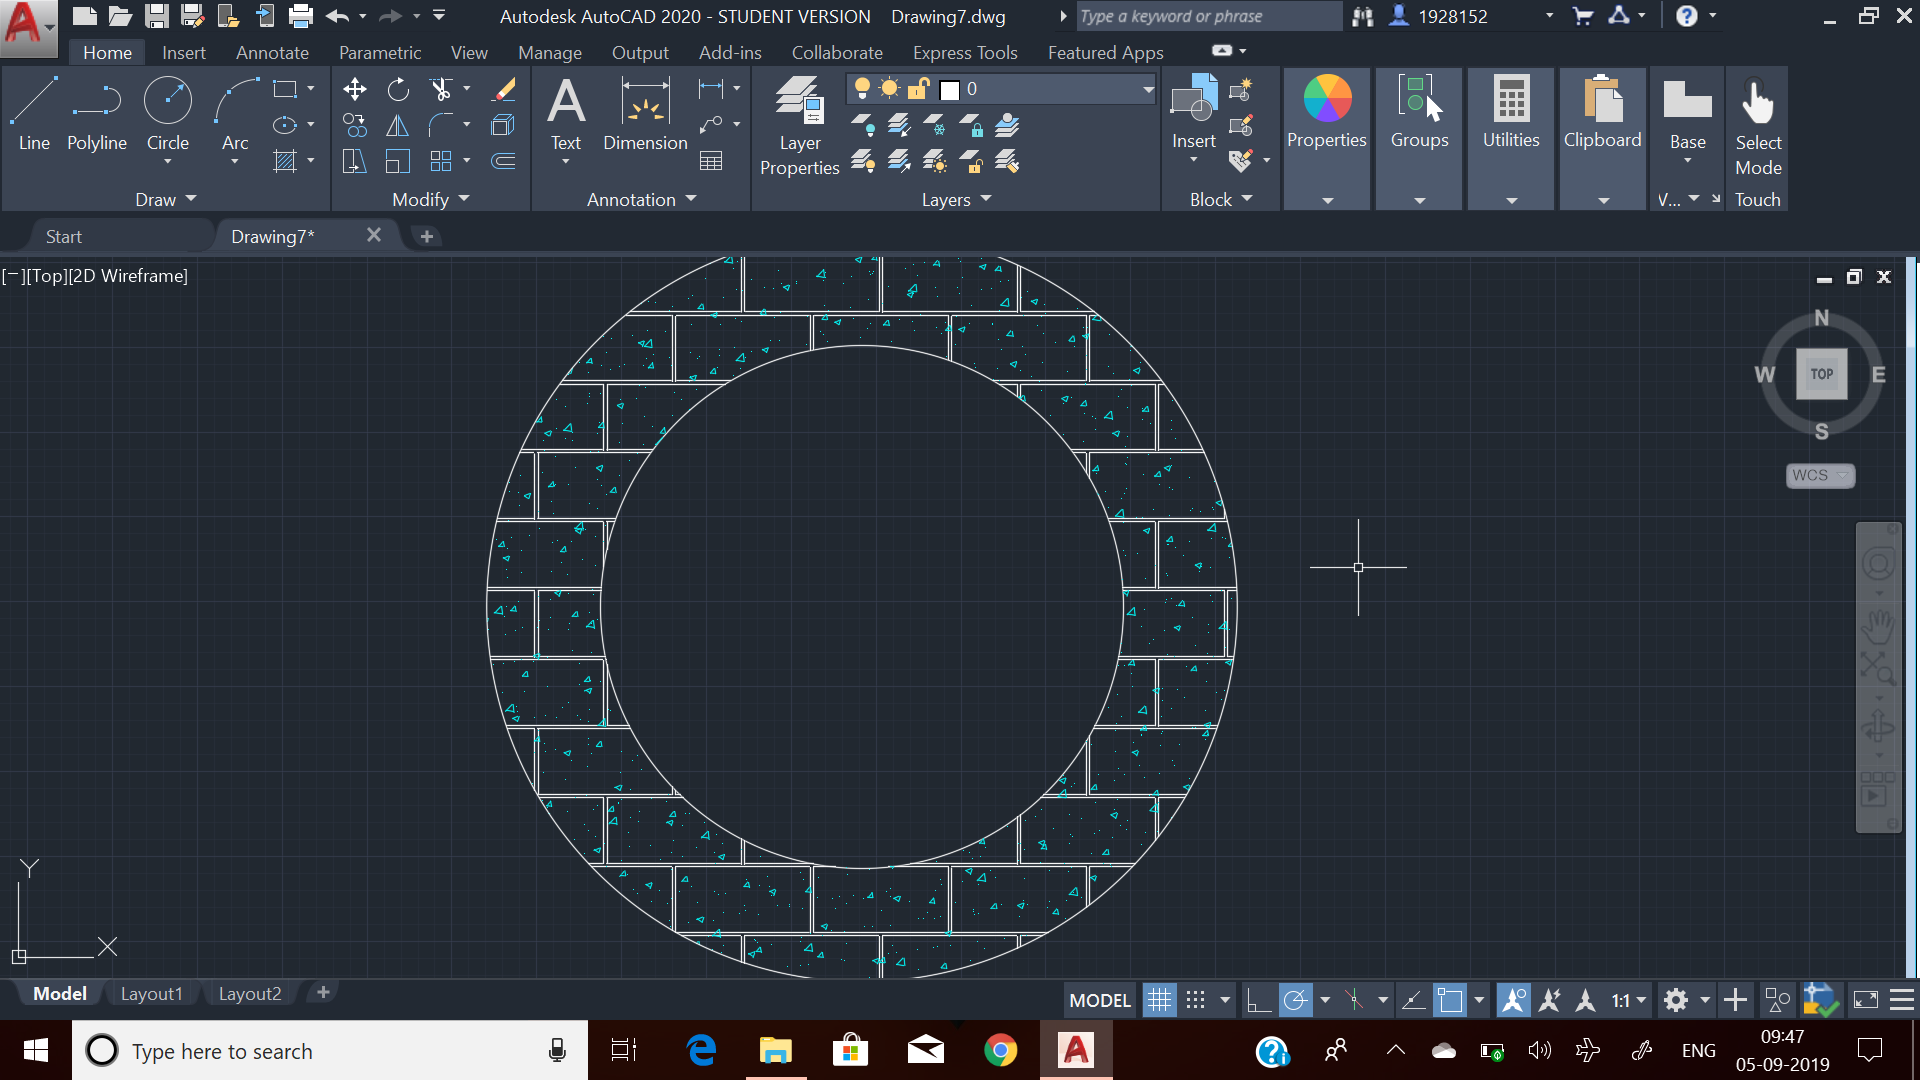 Autodesk AutoCAD 2020 - STUDENT VERSION Drawing7.dwg
Type a keyword or phrase
1928152
Home Insert Annotate Parametric View Manage Output Add-ins Collaborate Express Tools Featured Apps
Line Polyline Circle Arc
Text Dimension
Layer Properties
0
Insert
Properties Groups Utilities Clipboard Base
Select Mode
Draw Modify Annotation Layers Block V... Touch
Start Drawing7*
[−][Top][2D Wireframe]
N
W TOP E
S
WCS
Y
X
Model Layout1 Layout2
MODEL 1:1
Type here to search
ENG
09:47
05-09-2019